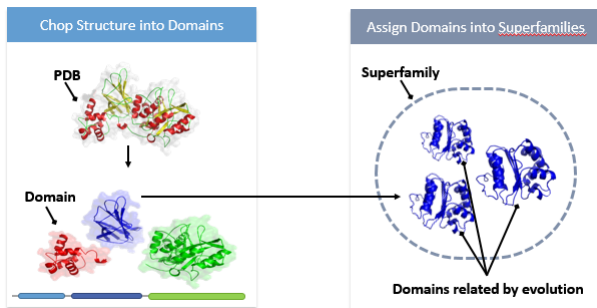 Chop Structure into Domains
PDB
Domain
Assign Domains into Superfamilies
Superfamily
Domains related by evolution